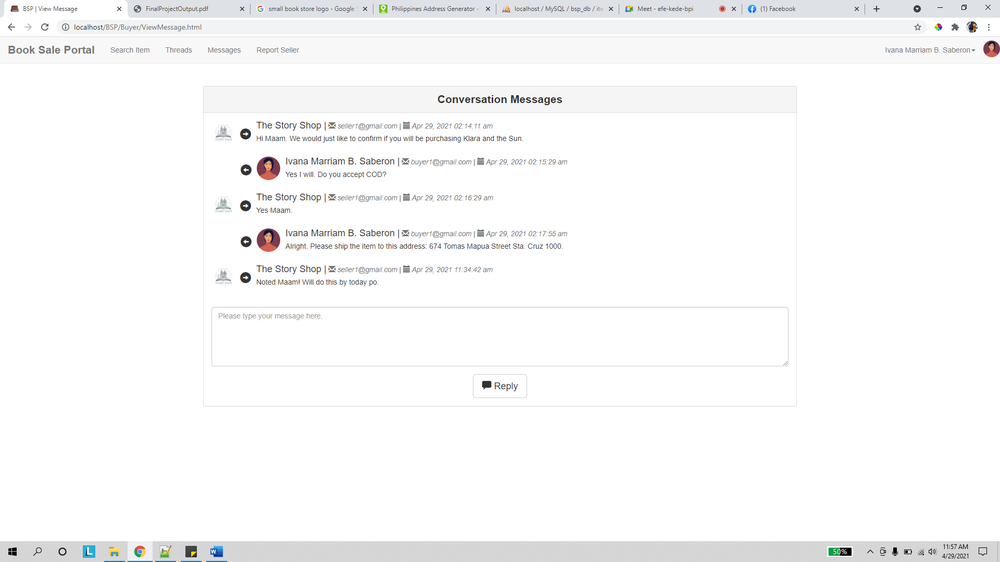 BSP | View Message
FinalProjectOutput.pdf
small book store logo - Google
Philippines Address Generator -
localhost / MySQL / bsp_db / ite
Meet - efe-kede-bpi
(1) Facebook
localhost/BSP/Buyer/ViewMessage.html
Book Sale Portal Search Item Threads Messages Report Seller Ivana Marriam B. Saberon
Conversation Messages
The Story Shop | seller1@gmail.com | Apr 29, 2021 02:14:11 am
Hi Maam. We would just like to confirm if you will be purchasing Klara and the Sun.
Ivana Marriam B. Saberon | buyer1@gmail.com | Apr 29, 2021 02:15:29 am
Yes I will. Do you accept COD?
The Story Shop | seller1@gmail.com | Apr 29, 2021 02:16:29 am
Yes Maam.
Ivana Marriam B. Saberon | buyer1@gmail.com | Apr 29, 2021 02:17:55 am
Alright. Please ship the item to this address: 674 Tomas Mapua Street Sta. Cruz 1000.
The Story Shop | seller1@gmail.com | Apr 29, 2021 11:34:42 am
Noted Maam! Will do this by today po.
Please type your message here.
Reply
50%
11:57 AM
4/29/2021